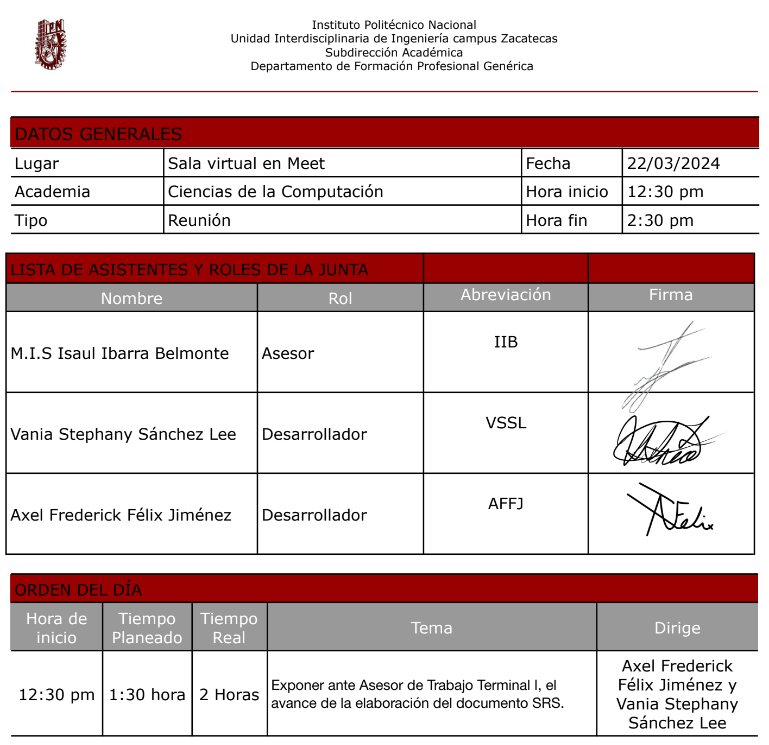 IPN
Instituto Politécnico Nacional
Unidad Interdisciplinaria de Ingeniería campus Zacatecas
Subdirección Académica
Departamento de Formación Profesional Genérica
DATOS GENERALES
Lugar Sala virtual en Meet Fecha 22/03/2024
Academia Ciencias de la Computación Hora inicio 12:30 pm
Tipo Reunión Hora fin 2:30 pm
LISTA DE ASISTENTES Y ROLES DE LA JUNTA
Nombre Rol Abreviación Firma
M.I.S Isaul Ibarra Belmonte Asesor IIB
Vania Stephany Sánchez Lee Desarrollador VSSL
Axel Frederick Félix Jiménez Desarrollador AFFJ AFelix
ORDEN DEL DÍA
Hora de inicio Tiempo Planeado Tiempo Real Tema Dirige
12:30 pm 1:30 hora 2 Horas
Exponer ante Asesor de Trabajo Terminal I, el
avance de la elaboración del documento SRS.
Axel Frederick
Félix Jiménez y
Vania Stephany
Sánchez Lee